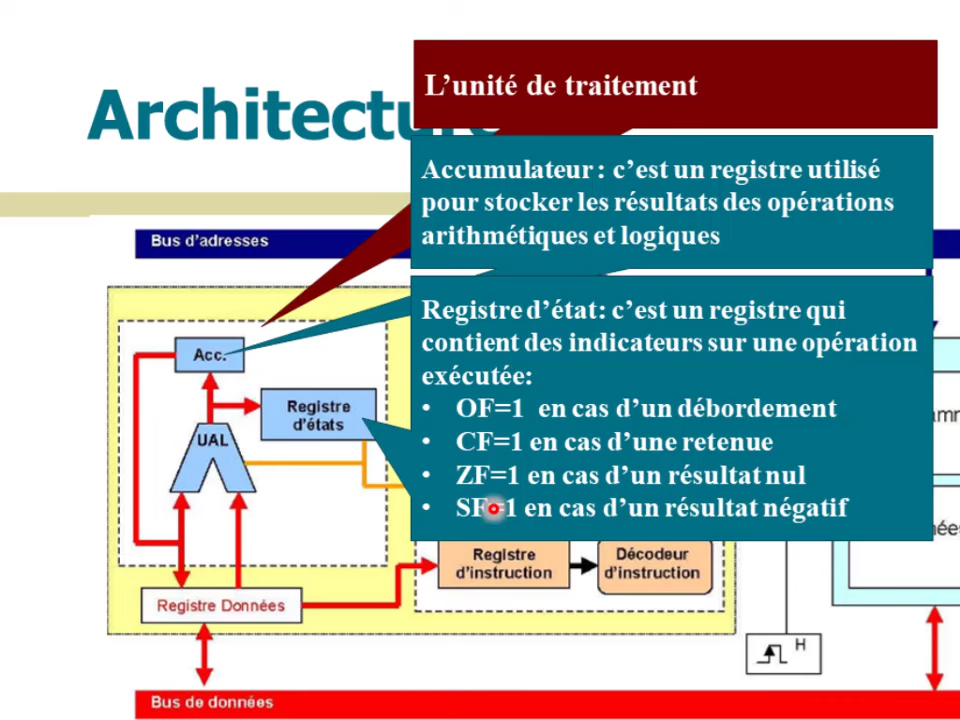 L’unité de traitement
Architecture
Accumulateur : c’est un registre utilisé
pour stocker les résultats des opérations
arithmétiques et logiques
Bus d’adresses
Registre d’état: c’est un registre qui
contient des indicateurs sur une opération
exécutée:
• OF=1 en cas d’un débordement
• CF=1 en cas d’une retenue
• ZF=1 en cas d’un résultat nul
• SF=1 en cas d’un résultat négatif
Acc.
Registre
d’états
UAL
Registre
d’instruction
Décodeur
d’instruction
Registre Données
H
Bus de données